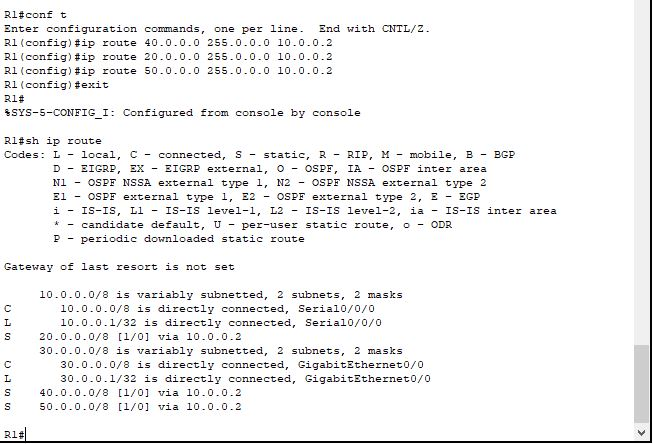 R1#conf t
Enter configuration commands, one per line.  End with CNTL/Z.
R1(config)#ip route 40.0.0.0 255.0.0.0 10.0.0.2
R1(config)#ip route 20.0.0.0 255.0.0.0 10.0.0.2
R1(config)#ip route 50.0.0.0 255.0.0.0 10.0.0.2
R1(config)#exit
R1#
%SYS-5-CONFIG_I: Configured from console by console
R1#sh ip route
Codes: L - local, C - connected, S - static, R - RIP, M - mobile, B - BGP
       D - EIGRP, EX - EIGRP external, O - OSPF, IA - OSPF inter area
       N1 - OSPF NSSA external type 1, N2 - OSPF NSSA external type 2
       E1 - OSPF external type 1, E2 - OSPF external type 2, E - EGP
       i - IS-IS, L1 - IS-IS level-1, L2 - IS-IS level-2, ia - IS-IS inter area
       * - candidate default, U - per-user static route, o - ODR
       P - periodic downloaded static route
Gateway of last resort is not set
     10.0.0.0/8 is variably subnetted, 2 subnets, 2 masks
C       10.0.0.0/8 is directly connected, Serial0/0/0
L       10.0.0.1/32 is directly connected, Serial0/0/0
S    20.0.0.0/8 [1/0] via 10.0.0.2
     30.0.0.0/8 is variably subnetted, 2 subnets, 2 masks
C       30.0.0.0/8 is directly connected, GigabitEthernet0/0
L       30.0.0.1/32 is directly connected, GigabitEthernet0/0
S    40.0.0.0/8 [1/0] via 10.0.0.2
S    50.0.0.0/8 [1/0] via 10.0.0.2
R1#